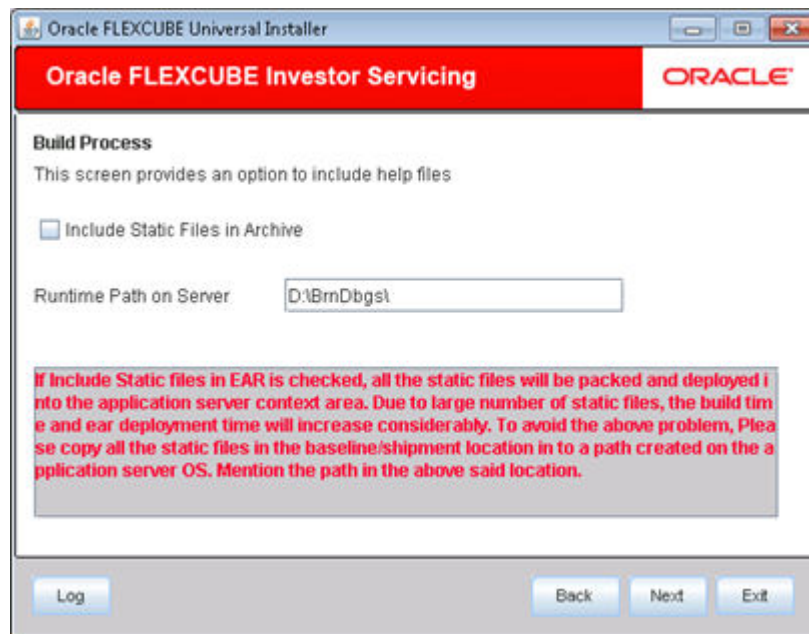 Oracle FLEXCUBE Universal Installer
Oracle FLEXCUBE Investor Servicing
ORACLE
Build Process
This screen provides an option to include help files
Include Static Files in Archive
Runtime Path on Server
D:\BrnDbgs\
If Include Static files in EAR is checked, all the static files will be packed and deployed i
nto the application server context area. Due to large number of static files, the build tim
e and ear deployment time will increase considerably. To avoid the above problem, Plea
se copy all the static files in the baseline/shipment location in to a path created on the a
pplication server OS. Mention the path in the above said location.
Log
Back
Next
Exit